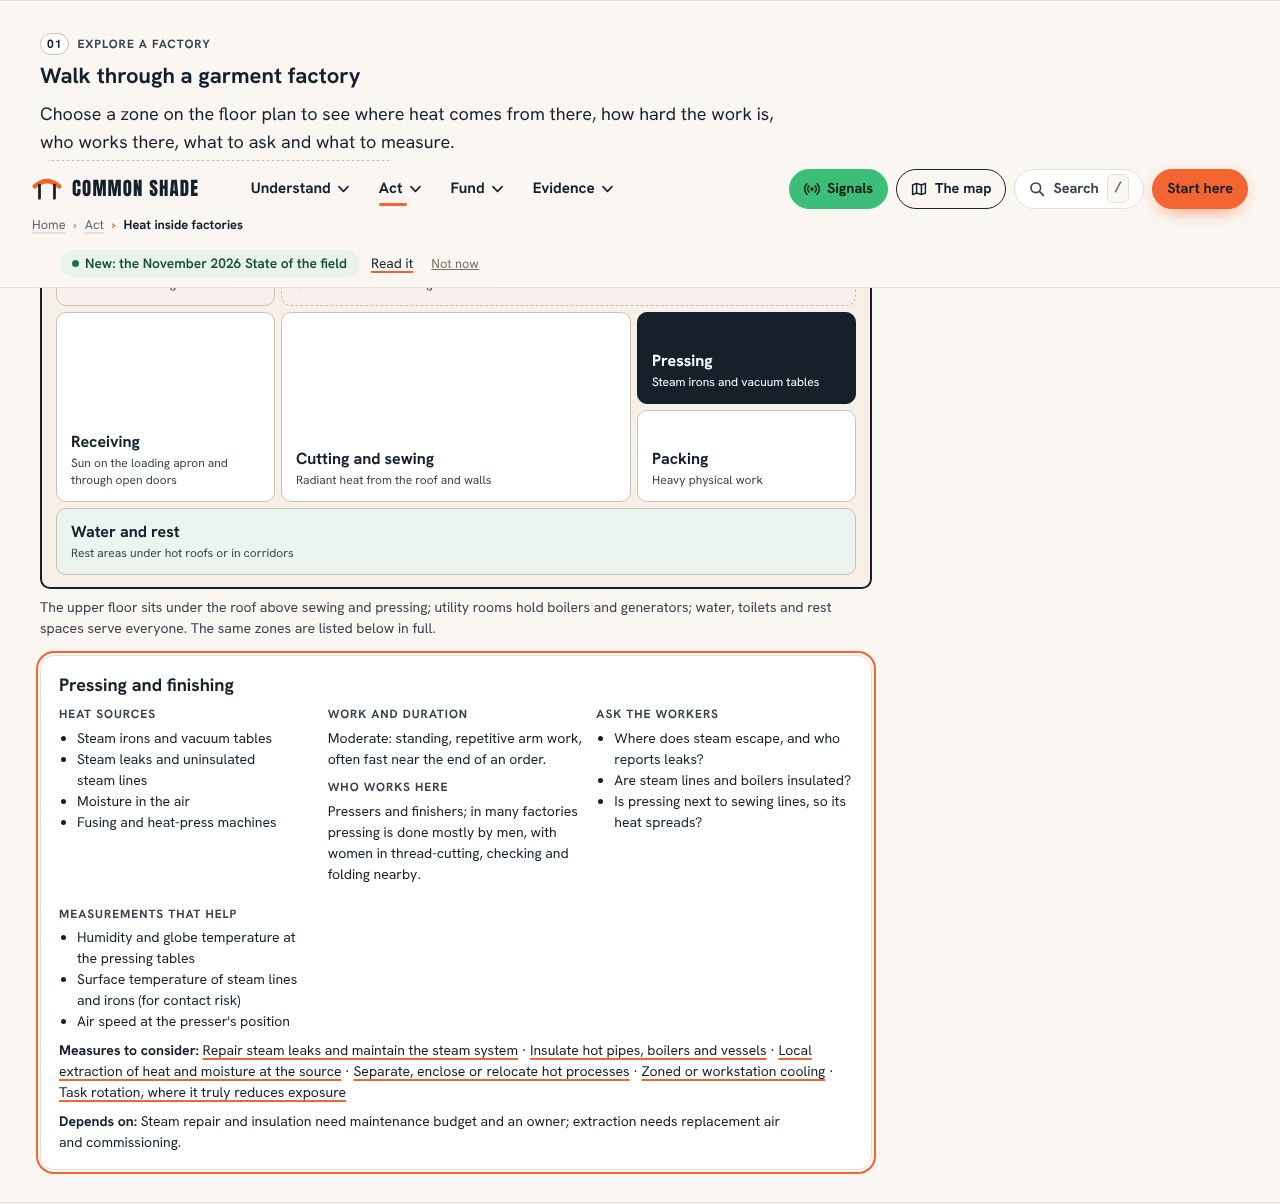 01 EXPLORE A FACTORY
Walk through a garment factory
Choose a zone on the floor plan to see where heat comes from there, how hard the work is,
who works there, what to ask and what to measure.
COMMON SHADE Understand Act Fund Evidence Signals The map Search / Start here
Home › Act › Heat inside factories
New: the November 2026 State of the field Read it Not now
Receiving
Sun on the loading apron and
through open doors
Cutting and sewing
Radiant heat from the roof and walls
Pressing
Steam irons and vacuum tables
Packing
Heavy physical work
Water and rest
Rest areas under hot roofs or in corridors
The upper floor sits under the roof above sewing and pressing; utility rooms hold boilers and generators; water, toilets and rest
spaces serve everyone. The same zones are listed below in full.
Pressing and finishing
HEAT SOURCES
• Steam irons and vacuum tables
• Steam leaks and uninsulated
steam lines
• Moisture in the air
• Fusing and heat-press machines
WORK AND DURATION
Moderate: standing, repetitive arm work,
often fast near the end of an order.
WHO WORKS HERE
Pressers and finishers; in many factories
pressing is done mostly by men, with
women in thread-cutting, checking and
folding nearby.
ASK THE WORKERS
• Where does steam escape, and who
reports leaks?
• Are steam lines and boilers insulated?
• Is pressing next to sewing lines, so its
heat spreads?
MEASUREMENTS THAT HELP
• Humidity and globe temperature at
the pressing tables
• Surface temperature of steam lines
and irons (for contact risk)
• Air speed at the presser's position
Measures to consider: Repair steam leaks and maintain the steam system · Insulate hot pipes, boilers and vessels · Local
extraction of heat and moisture at the source · Separate, enclose or relocate hot processes · Zoned or workstation cooling ·
Task rotation, where it truly reduces exposure
Depends on: Steam repair and insulation need maintenance budget and an owner; extraction needs replacement air
and commissioning.